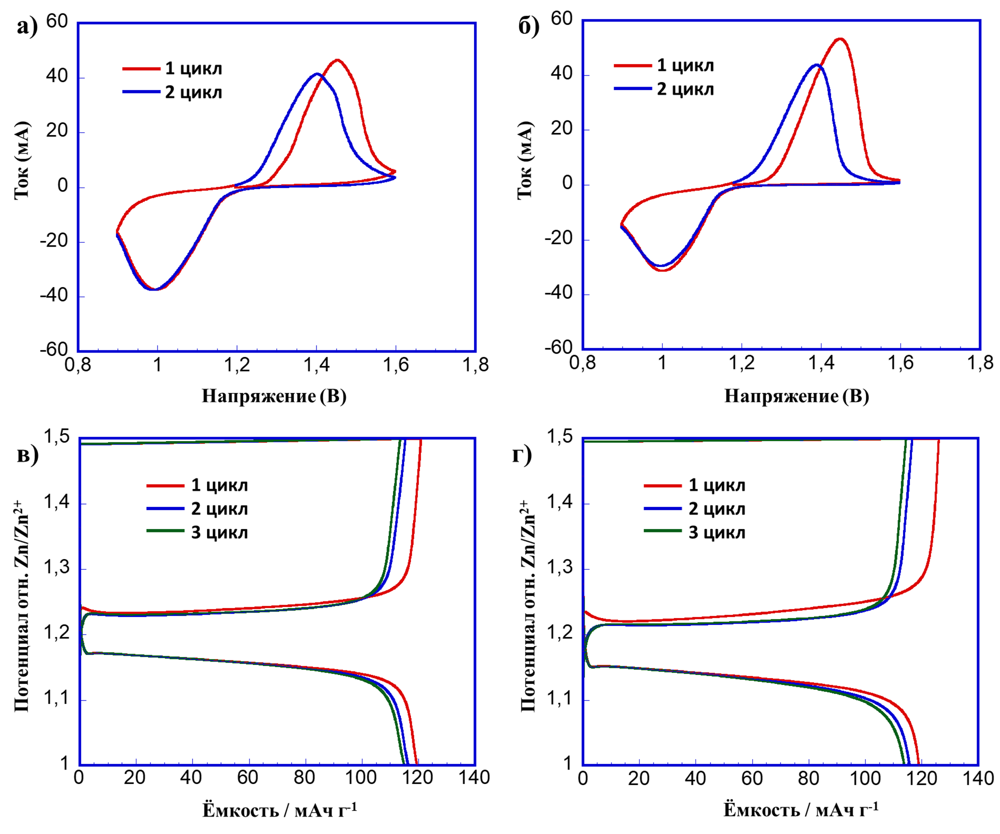 а)
60
40
20
0
-20
-40
-60
Ток (мА)
1 цикл
2 цикл
0,8 1 1,2 1,4 1,6 1,8
Напряжение (В)
б)
60
40
20
0
-20
-40
-60
Ток (мА)
1 цикл
2 цикл
0,8 1 1,2 1,4 1,6 1,8
Напряжение (В)
в)
1,5
1,4
1,3
1,2
1,1
1
Потенциал отн. Zn/Zn²⁺
1 цикл
2 цикл
3 цикл
0 20 40 60 80 100 120 140
Ёмкость / мАч г⁻¹
г)
1,5
1,4
1,3
1,2
1,1
1
Потенциал отн. Zn/Zn²⁺
1 цикл
2 цикл
3 цикл
0 20 40 60 80 100 120 140
Ёмкость / мАч г⁻¹